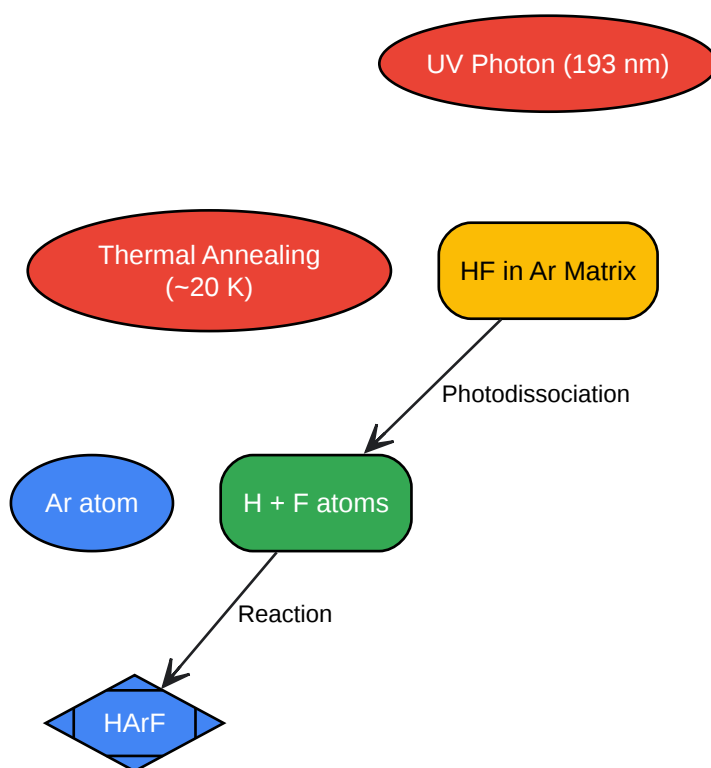 UV Photon (193 nm)
Thermal Annealing
(~20 K)
HF in Ar Matrix
Photodissociation
Ar atom
H + F atoms
Reaction
HArF